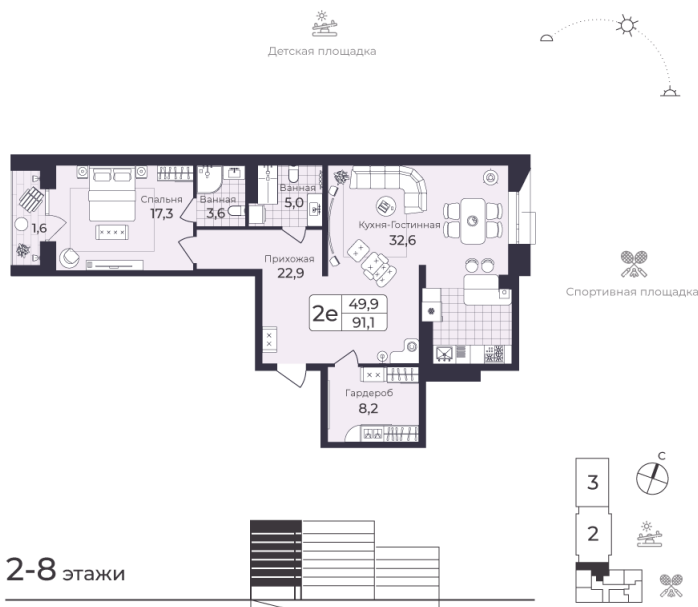 Детская площадка
Спальня
17,3
1,6
Ванная
3,6
Ванная
5,0
Кухня-Гостинная
32,6
Прихожая
22,9
2е
49,9
91,1
Гардероб
8,2
Спортивная площадка
С
3
2
2-8 этажи